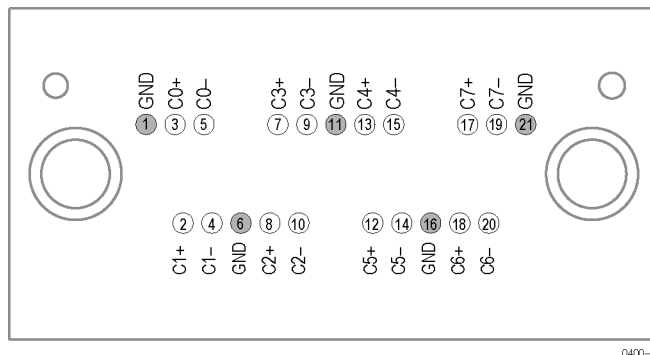 GND C0+ C0– C3+ C3– GND C4+ C4– C7+ C7– GND
1 3 5 7 9 11 13 15 17 19 21
2 4 6 8 10 12 14 16 18 20
C1+ C1– GND C2+ C2– C5+ C5– GND C6+ C6–